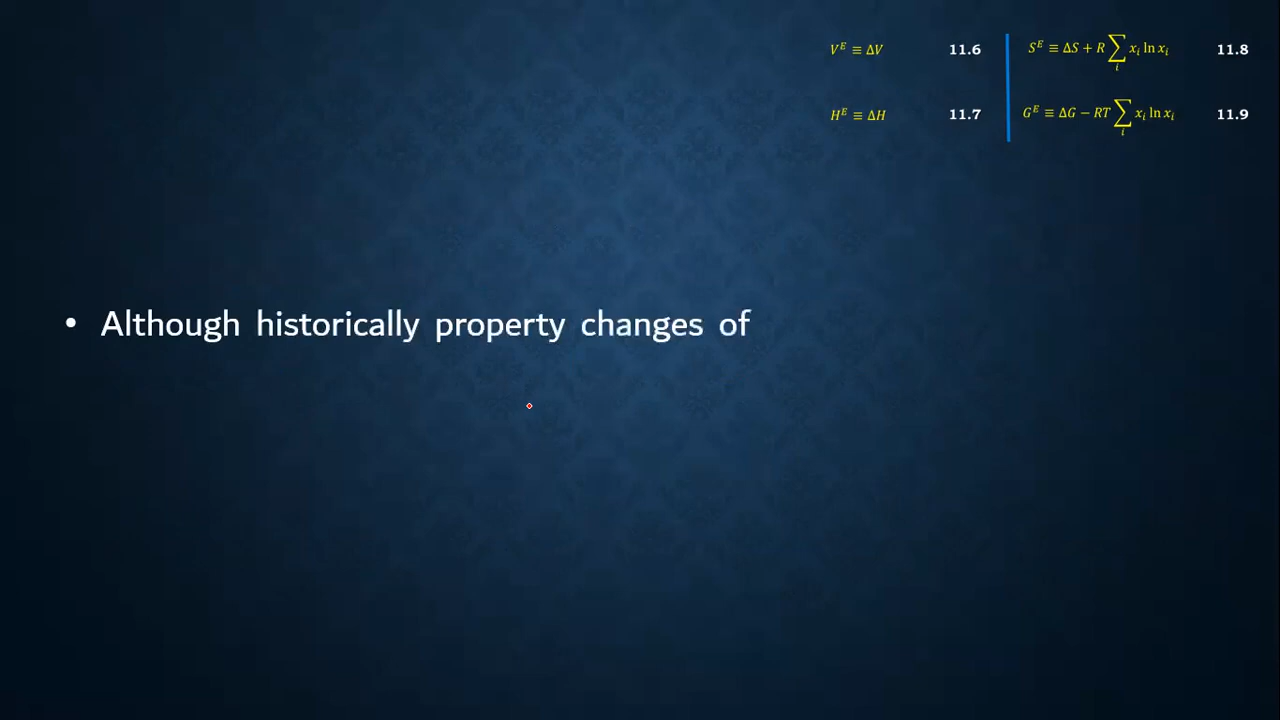 V^E ≡ ΔV 11.6 S^E ≡ ΔS + R ∑_i x_i ln x_i 11.8
H^E ≡ ΔH 11.7 G^E ≡ ΔG − RT ∑_i x_i ln x_i 11.9
• Although historically property changes of